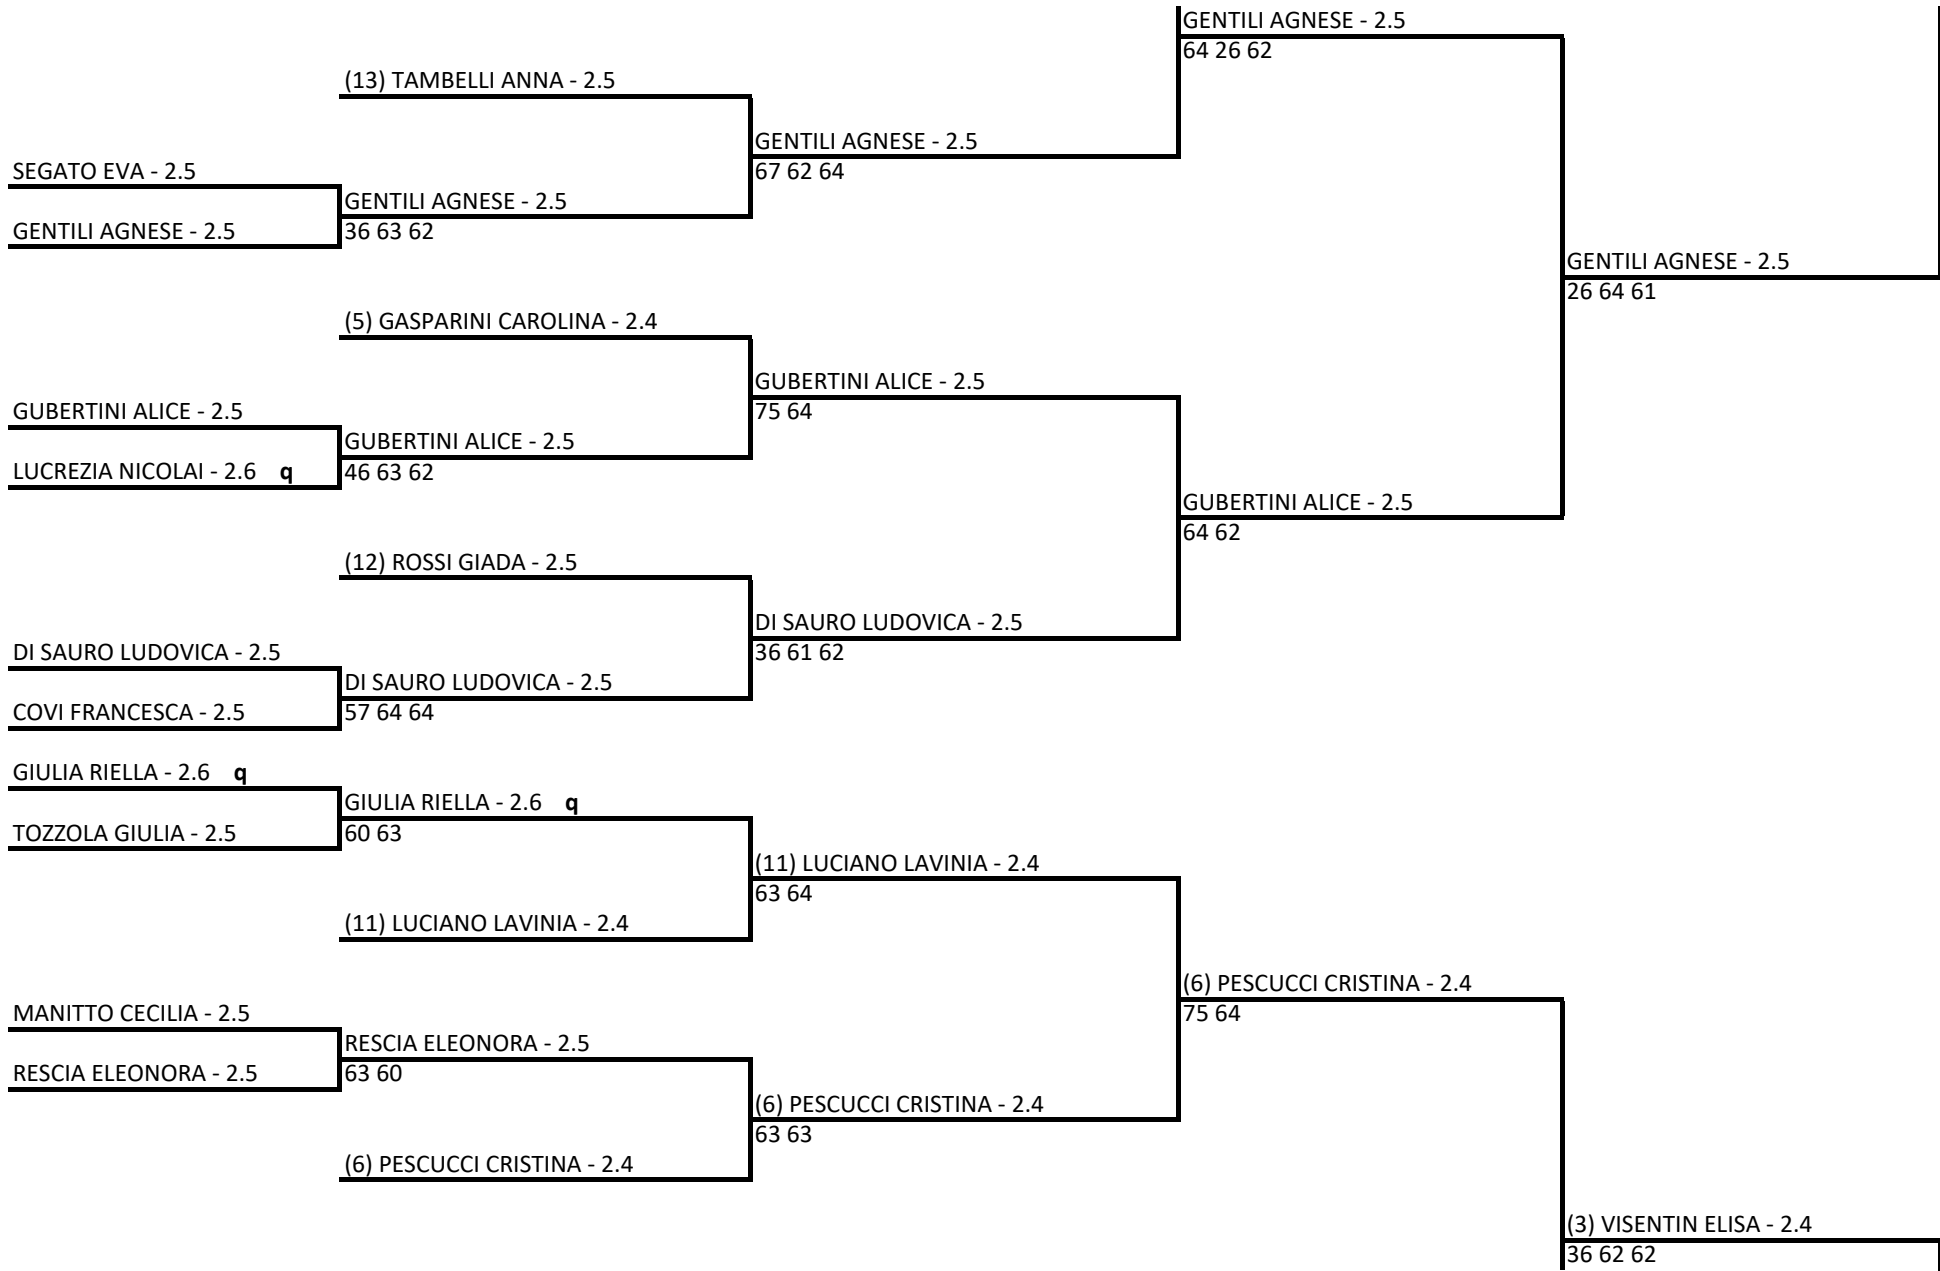 GENTILI AGNESE - 2.5
64 26 62
(13) TAMBELLI ANNA - 2.5
GENTILI AGNESE - 2.5
67 62 64
SEGATO EVA - 2.5
GENTILI AGNESE - 2.5
36 63 62
GENTILI AGNESE - 2.5
GENTILI AGNESE - 2.5
26 64 61
(5) GASPARINI CAROLINA - 2.4
GUBERTINI ALICE - 2.5
75 64
GUBERTINI ALICE - 2.5
GUBERTINI ALICE - 2.5
46 63 62
LUCREZIA NICOLAI - 2.6 q
GUBERTINI ALICE - 2.5
64 62
(12) ROSSI GIADA - 2.5
DI SAURO LUDOVICA - 2.5
36 61 62
DI SAURO LUDOVICA - 2.5
DI SAURO LUDOVICA - 2.5
57 64 64
COVI FRANCESCA - 2.5
GIULIA RIELLA - 2.6 q
GIULIA RIELLA - 2.6 q
60 63
TOZZOLA GIULIA - 2.5
(11) LUCIANO LAVINIA - 2.4
63 64
(11) LUCIANO LAVINIA - 2.4
(6) PESCUCCI CRISTINA - 2.4
75 64
MANITTO CECILIA - 2.5
RESCIA ELEONORA - 2.5
63 60
RESCIA ELEONORA - 2.5
(6) PESCUCCI CRISTINA - 2.4
63 63
(6) PESCUCCI CRISTINA - 2.4
(3) VISENTIN ELISA - 2.4
36 62 62